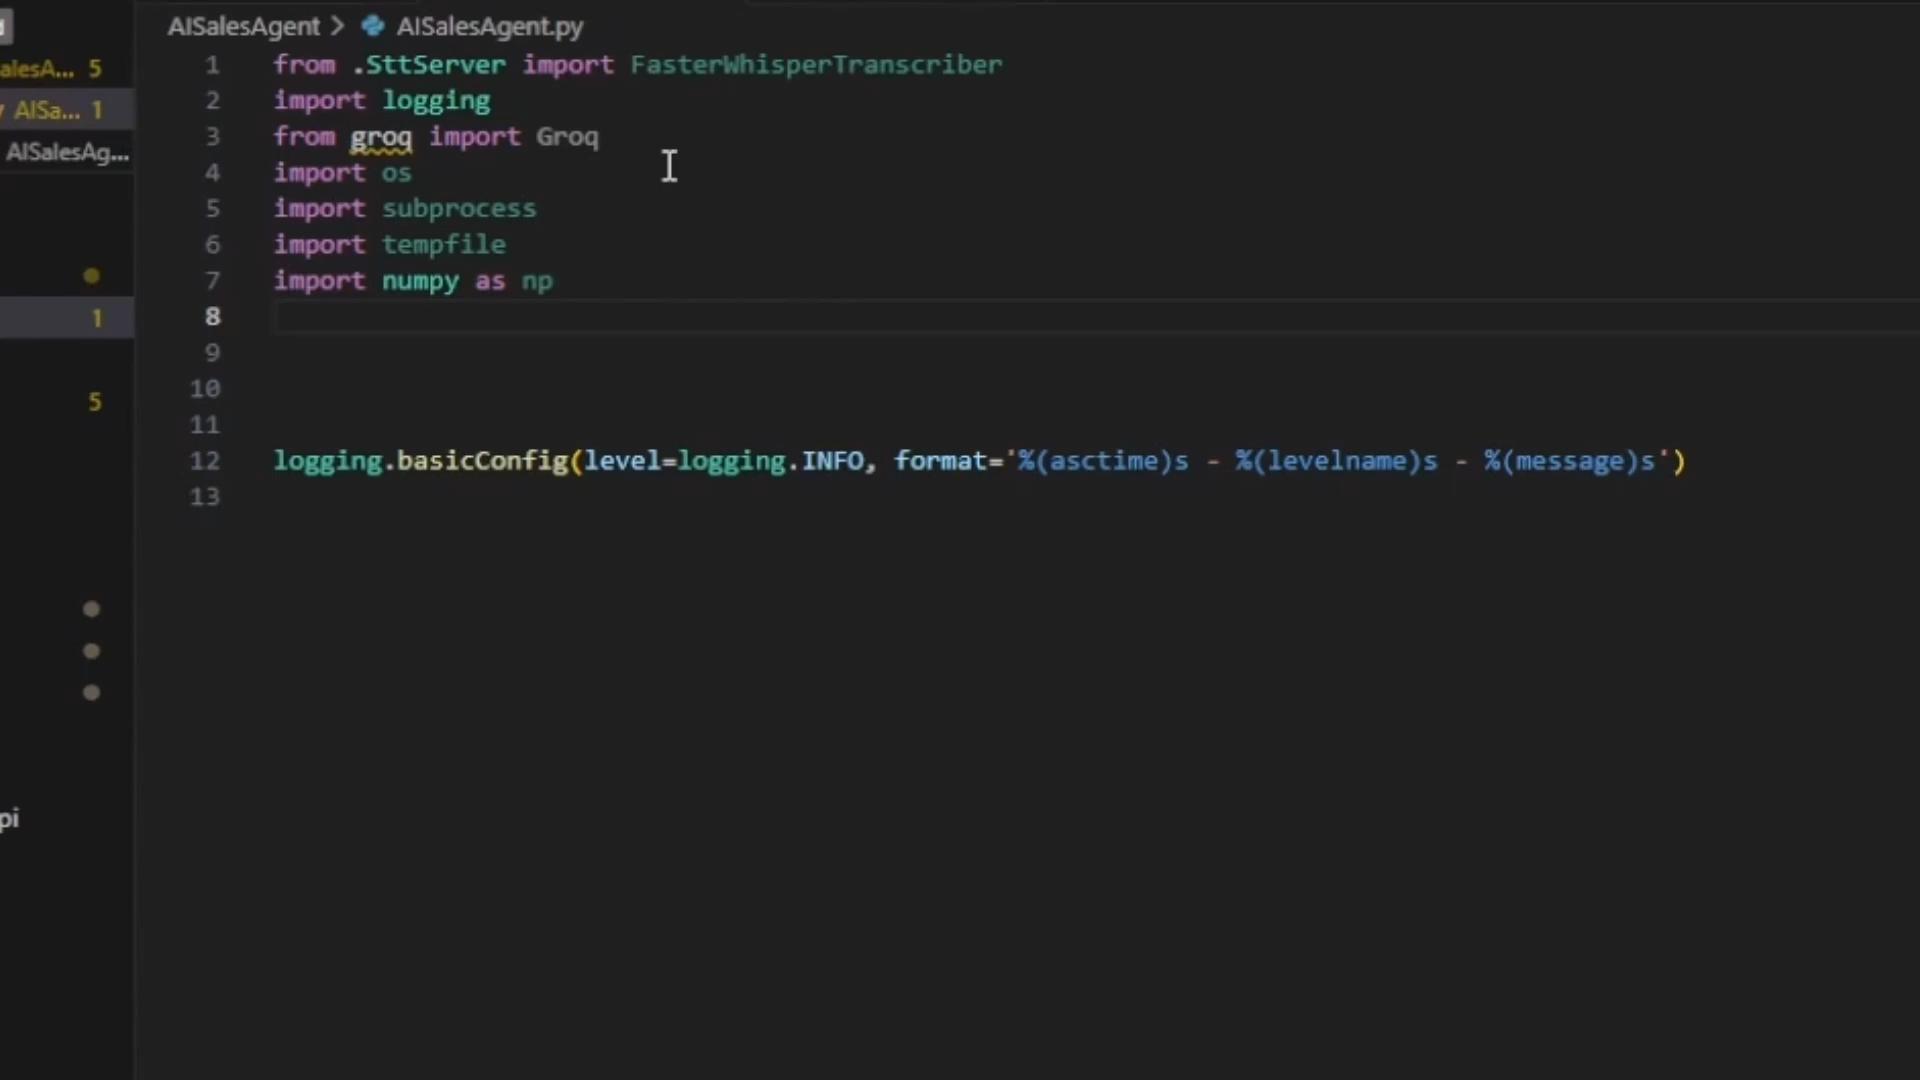 AISalesAgent > AISalesAgent.py
alesA... 5
AISa... 1
AISalesAg...
1
5
pi
1 from .SttServer import FasterWhisperTranscriber
2 import logging
3 from groq import Groq
4 import os
5 import subprocess
6 import tempfile
7 import numpy as np
8
9
10
11
12 logging.basicConfig(level=logging.INFO, format='%(asctime)s - %(levelname)s - %(message)s')
13